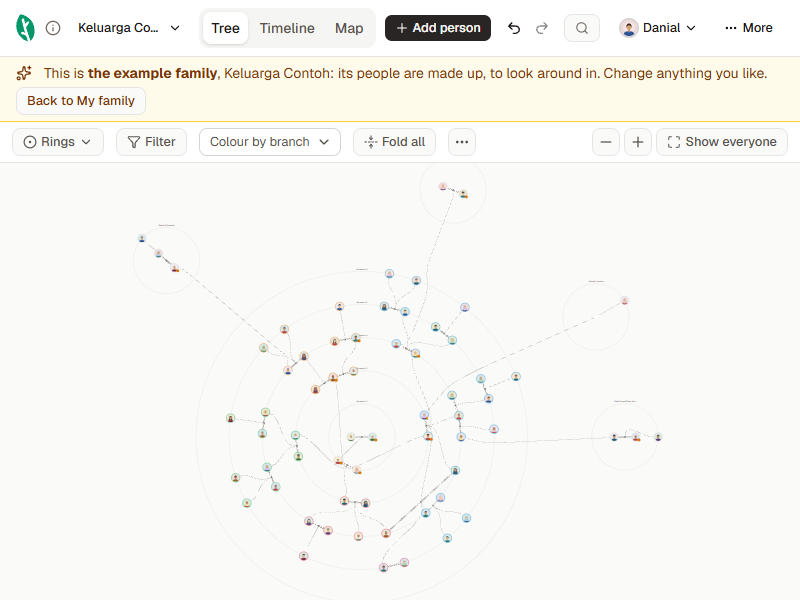 Keluarga Co...
Tree
Timeline
Map
Add person
Danial
More
This is the example family, Keluarga Contoh: its people are made up, to look around in. Change anything you like.
Back to My family
Rings
Filter
Colour by branch
Fold all
Show everyone